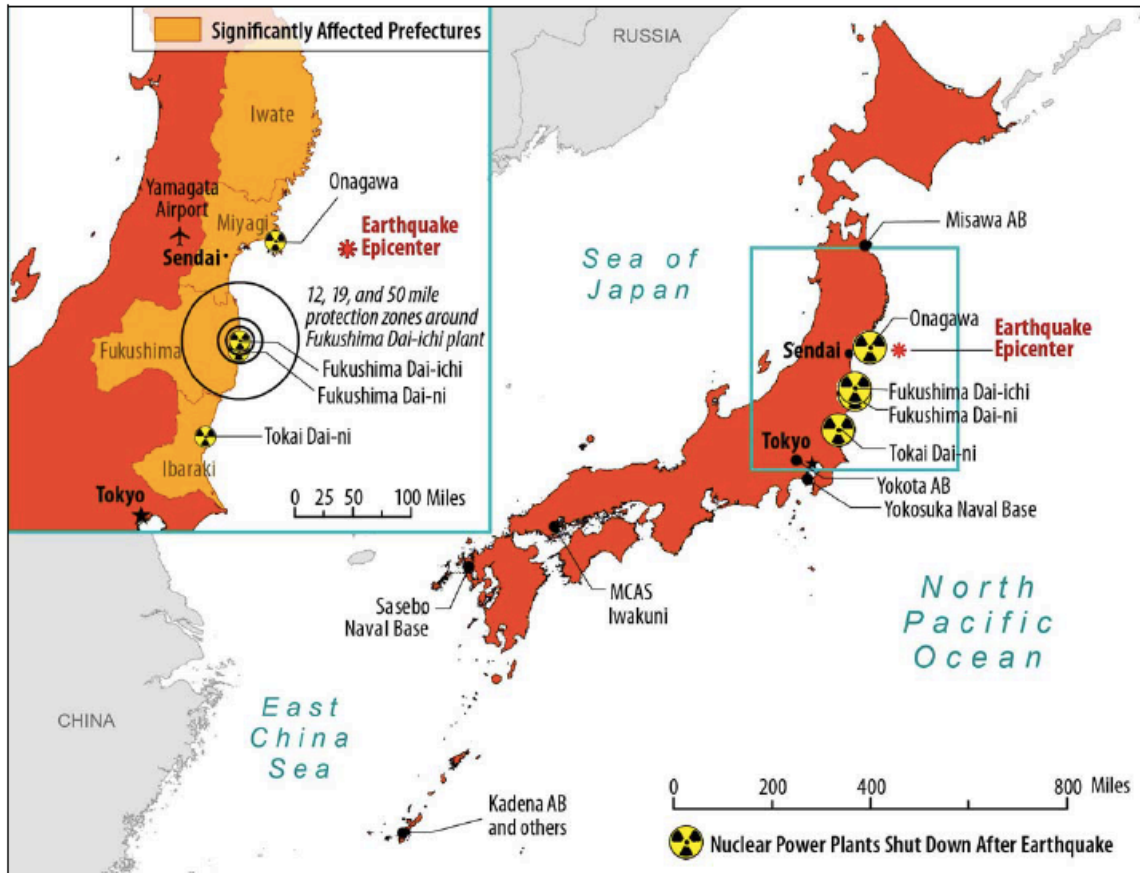 Significantly Affected Prefectures
Iwate
Yamagata
Airport
Miyagi
Onagawa
Sendai
Earthquake
Epicenter
12, 19, and 50 mile
protection zones around
Fukushima Dai-ichi plant
Fukushima
Fukushima Dai-ichi
Fukushima Dai-ni
Tokai Dai-ni
Ibaraki
Tokyo
0 25 50 100 Miles
RUSSIA
Misawa AB
Sea of
Japan
Onagawa
Sendai
Earthquake
Epicenter
Fukushima Dai-ichi
Fukushima Dai-ni
Tokyo
Tokai Dai-ni
Yokota AB
Yokosuka Naval Base
MCAS
Iwakuni
Sasebo
Naval Base
North
Pacific
Ocean
CHINA
East
China
Sea
Kadena AB
and others
0 200 400 800 Miles
Nuclear Power Plants Shut Down After Earthquake